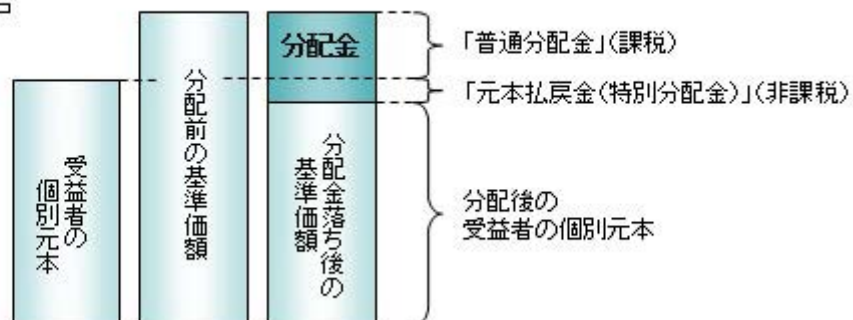 分配金
「普通分配金」(課税)
「元本払戻金(特別分配金)」(非課税)
受益者の
個別元本
分配前の基準価額
分配金落ち後の
基準価額
分配後の
受益者の個別元本